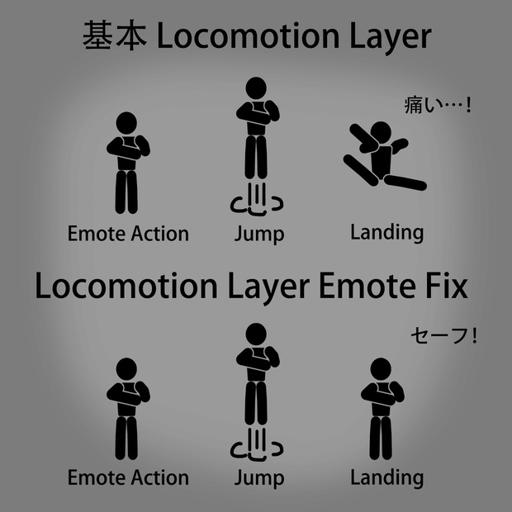 基本 Locomotion Layer
痛い…!
Emote Action
Jump
Landing
Locomotion Layer Emote Fix
セーフ!
Emote Action
Jump
Landing